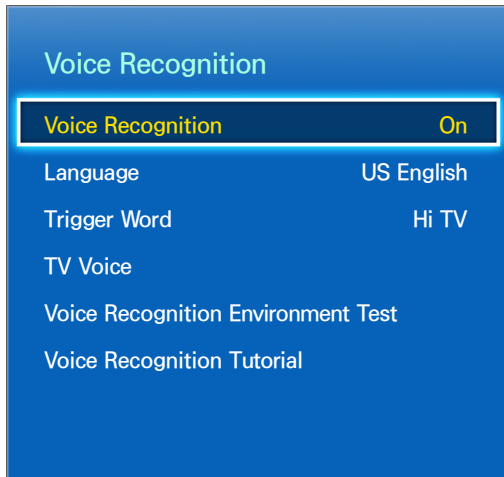 Voice Recognition
Voice Recognition On
Language US English
Trigger Word Hi TV
TV Voice
Voice Recognition Environment Test
Voice Recognition Tutorial